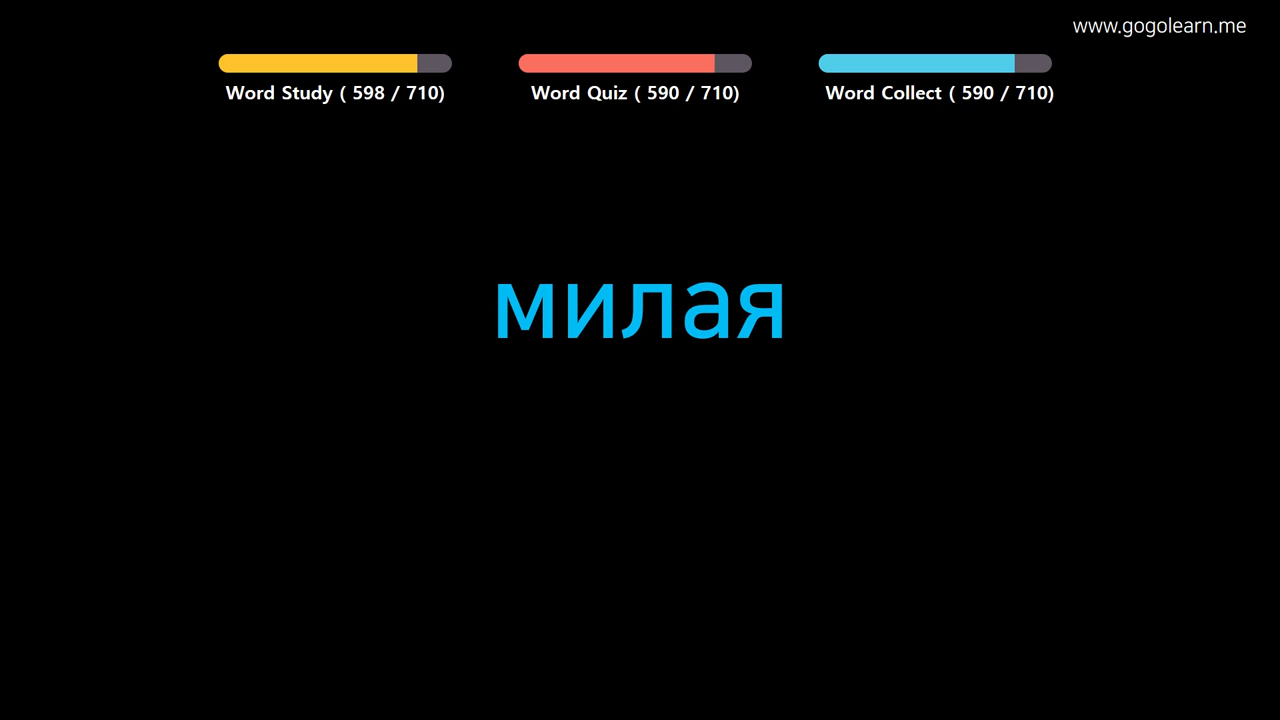 www.gogolearn.me
Word Study ( 598 / 710)
Word Quiz ( 590 / 710)
Word Collect ( 590 / 710)
милая